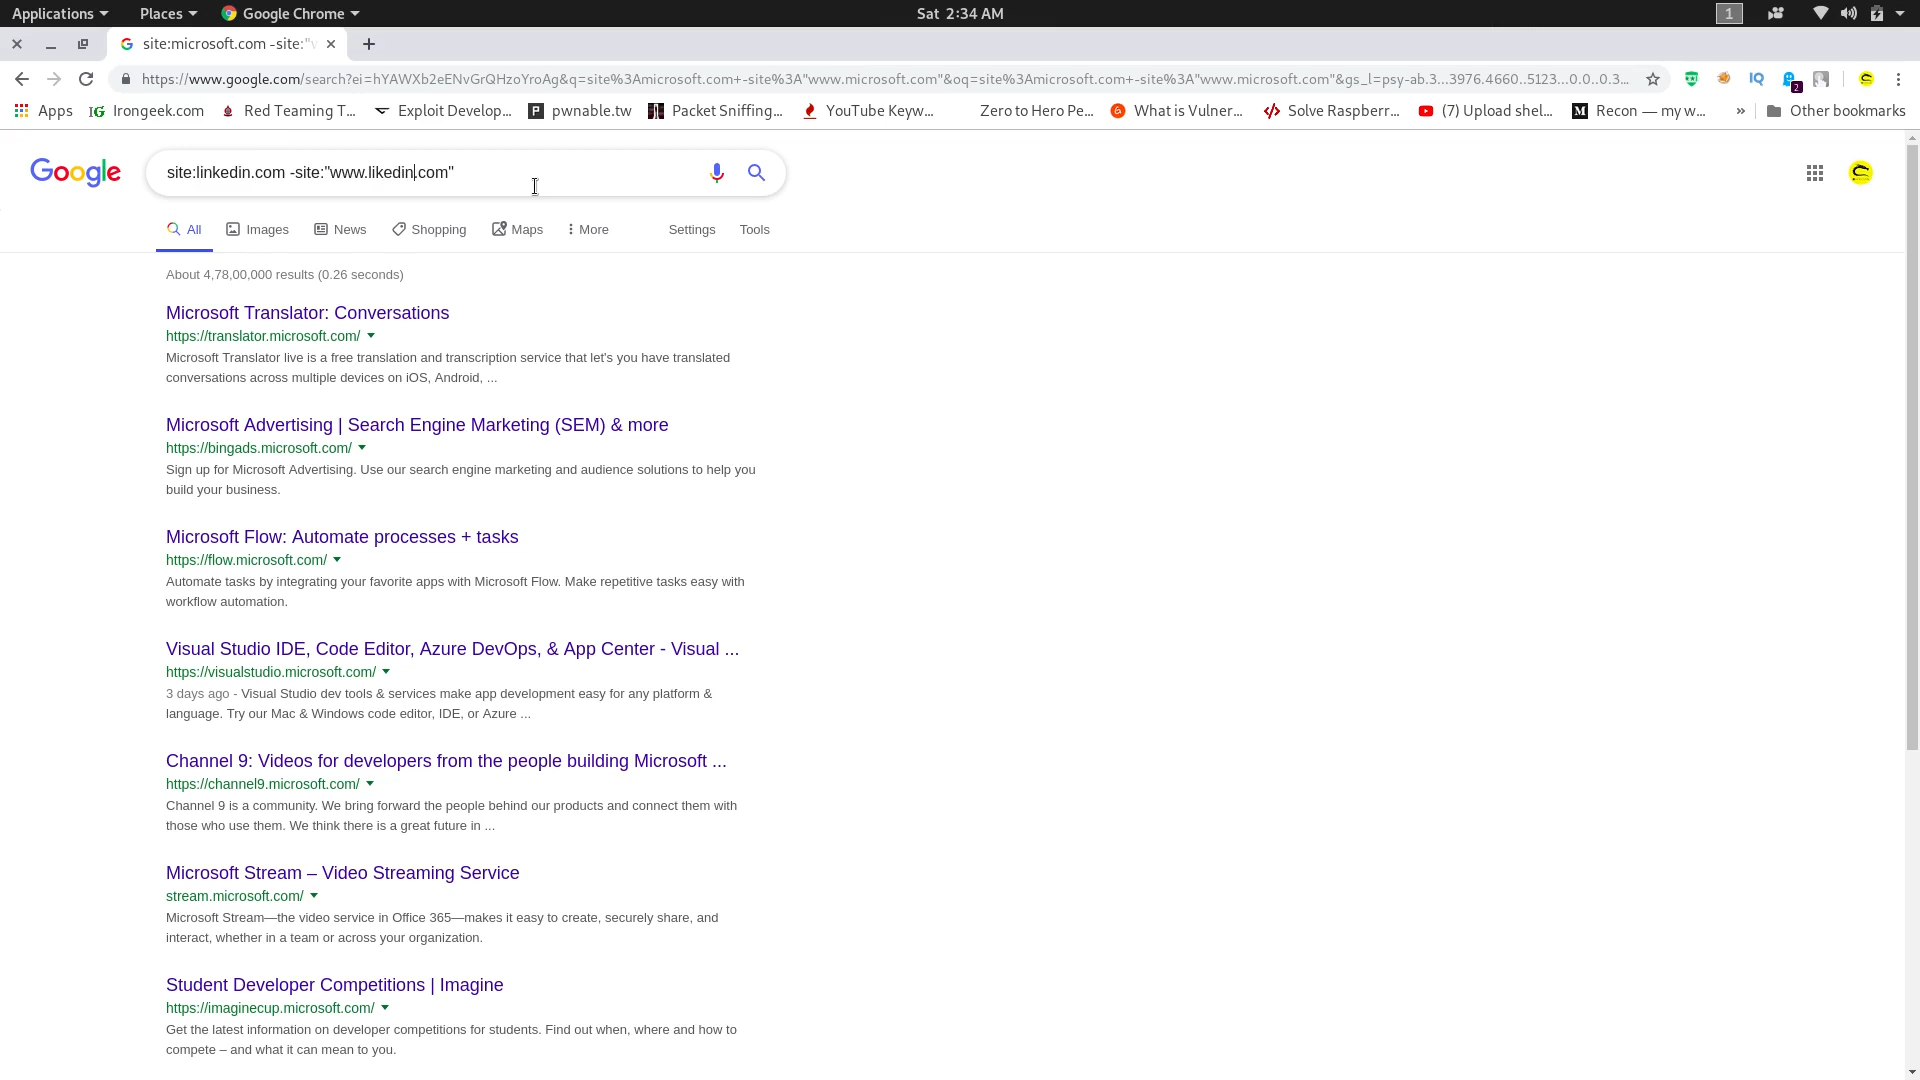 Applications Places Google Chrome Sat 2:34 AM 1
site:microsoft.com -site:"w
https://www.google.com/search?ei=hYAWXb2eENvGrQHzoYroAg&q=site%3Amicrosoft.com+-site%3A"www.microsoft.com"&oq=site%3Amicrosoft.com+-site%3A"www.microsoft.com"&gs_l=psy-ab.3...3976.4660..5123...0.0..0.3... IQ 2
Apps IG Irongeek.com Red Teaming T... Exploit Develop... P pwnable.tw Packet Sniffing... YouTube Keyw... Zero to Hero Pe... What is Vulner... Solve Raspberr... (7) Upload shel... M Recon — my w... » Other bookmarks
Google site:linkedin.com -site:"www.likedin.com"
All Images News Shopping Maps More Settings Tools
About 4,78,00,000 results (0.26 seconds)
Microsoft Translator: Conversations
https://translator.microsoft.com/
Microsoft Translator live is a free translation and transcription service that let's you have translated
conversations across multiple devices on iOS, Android, ...
Microsoft Advertising | Search Engine Marketing (SEM) & more
https://bingads.microsoft.com/
Sign up for Microsoft Advertising. Use our search engine marketing and audience solutions to help you
build your business.
Microsoft Flow: Automate processes + tasks
https://flow.microsoft.com/
Automate tasks by integrating your favorite apps with Microsoft Flow. Make repetitive tasks easy with
workflow automation.
Visual Studio IDE, Code Editor, Azure DevOps, & App Center - Visual ...
https://visualstudio.microsoft.com/
3 days ago - Visual Studio dev tools & services make app development easy for any platform &
language. Try our Mac & Windows code editor, IDE, or Azure ...
Channel 9: Videos for developers from the people building Microsoft ...
https://channel9.microsoft.com/
Channel 9 is a community. We bring forward the people behind our products and connect them with
those who use them. We think there is a great future in ...
Microsoft Stream – Video Streaming Service
stream.microsoft.com/
Microsoft Stream—the video service in Office 365—makes it easy to create, securely share, and
interact, whether in a team or across your organization.
Student Developer Competitions | Imagine
https://imaginecup.microsoft.com/
Get the latest information on developer competitions for students. Find out when, where and how to
compete – and what it can mean to you.